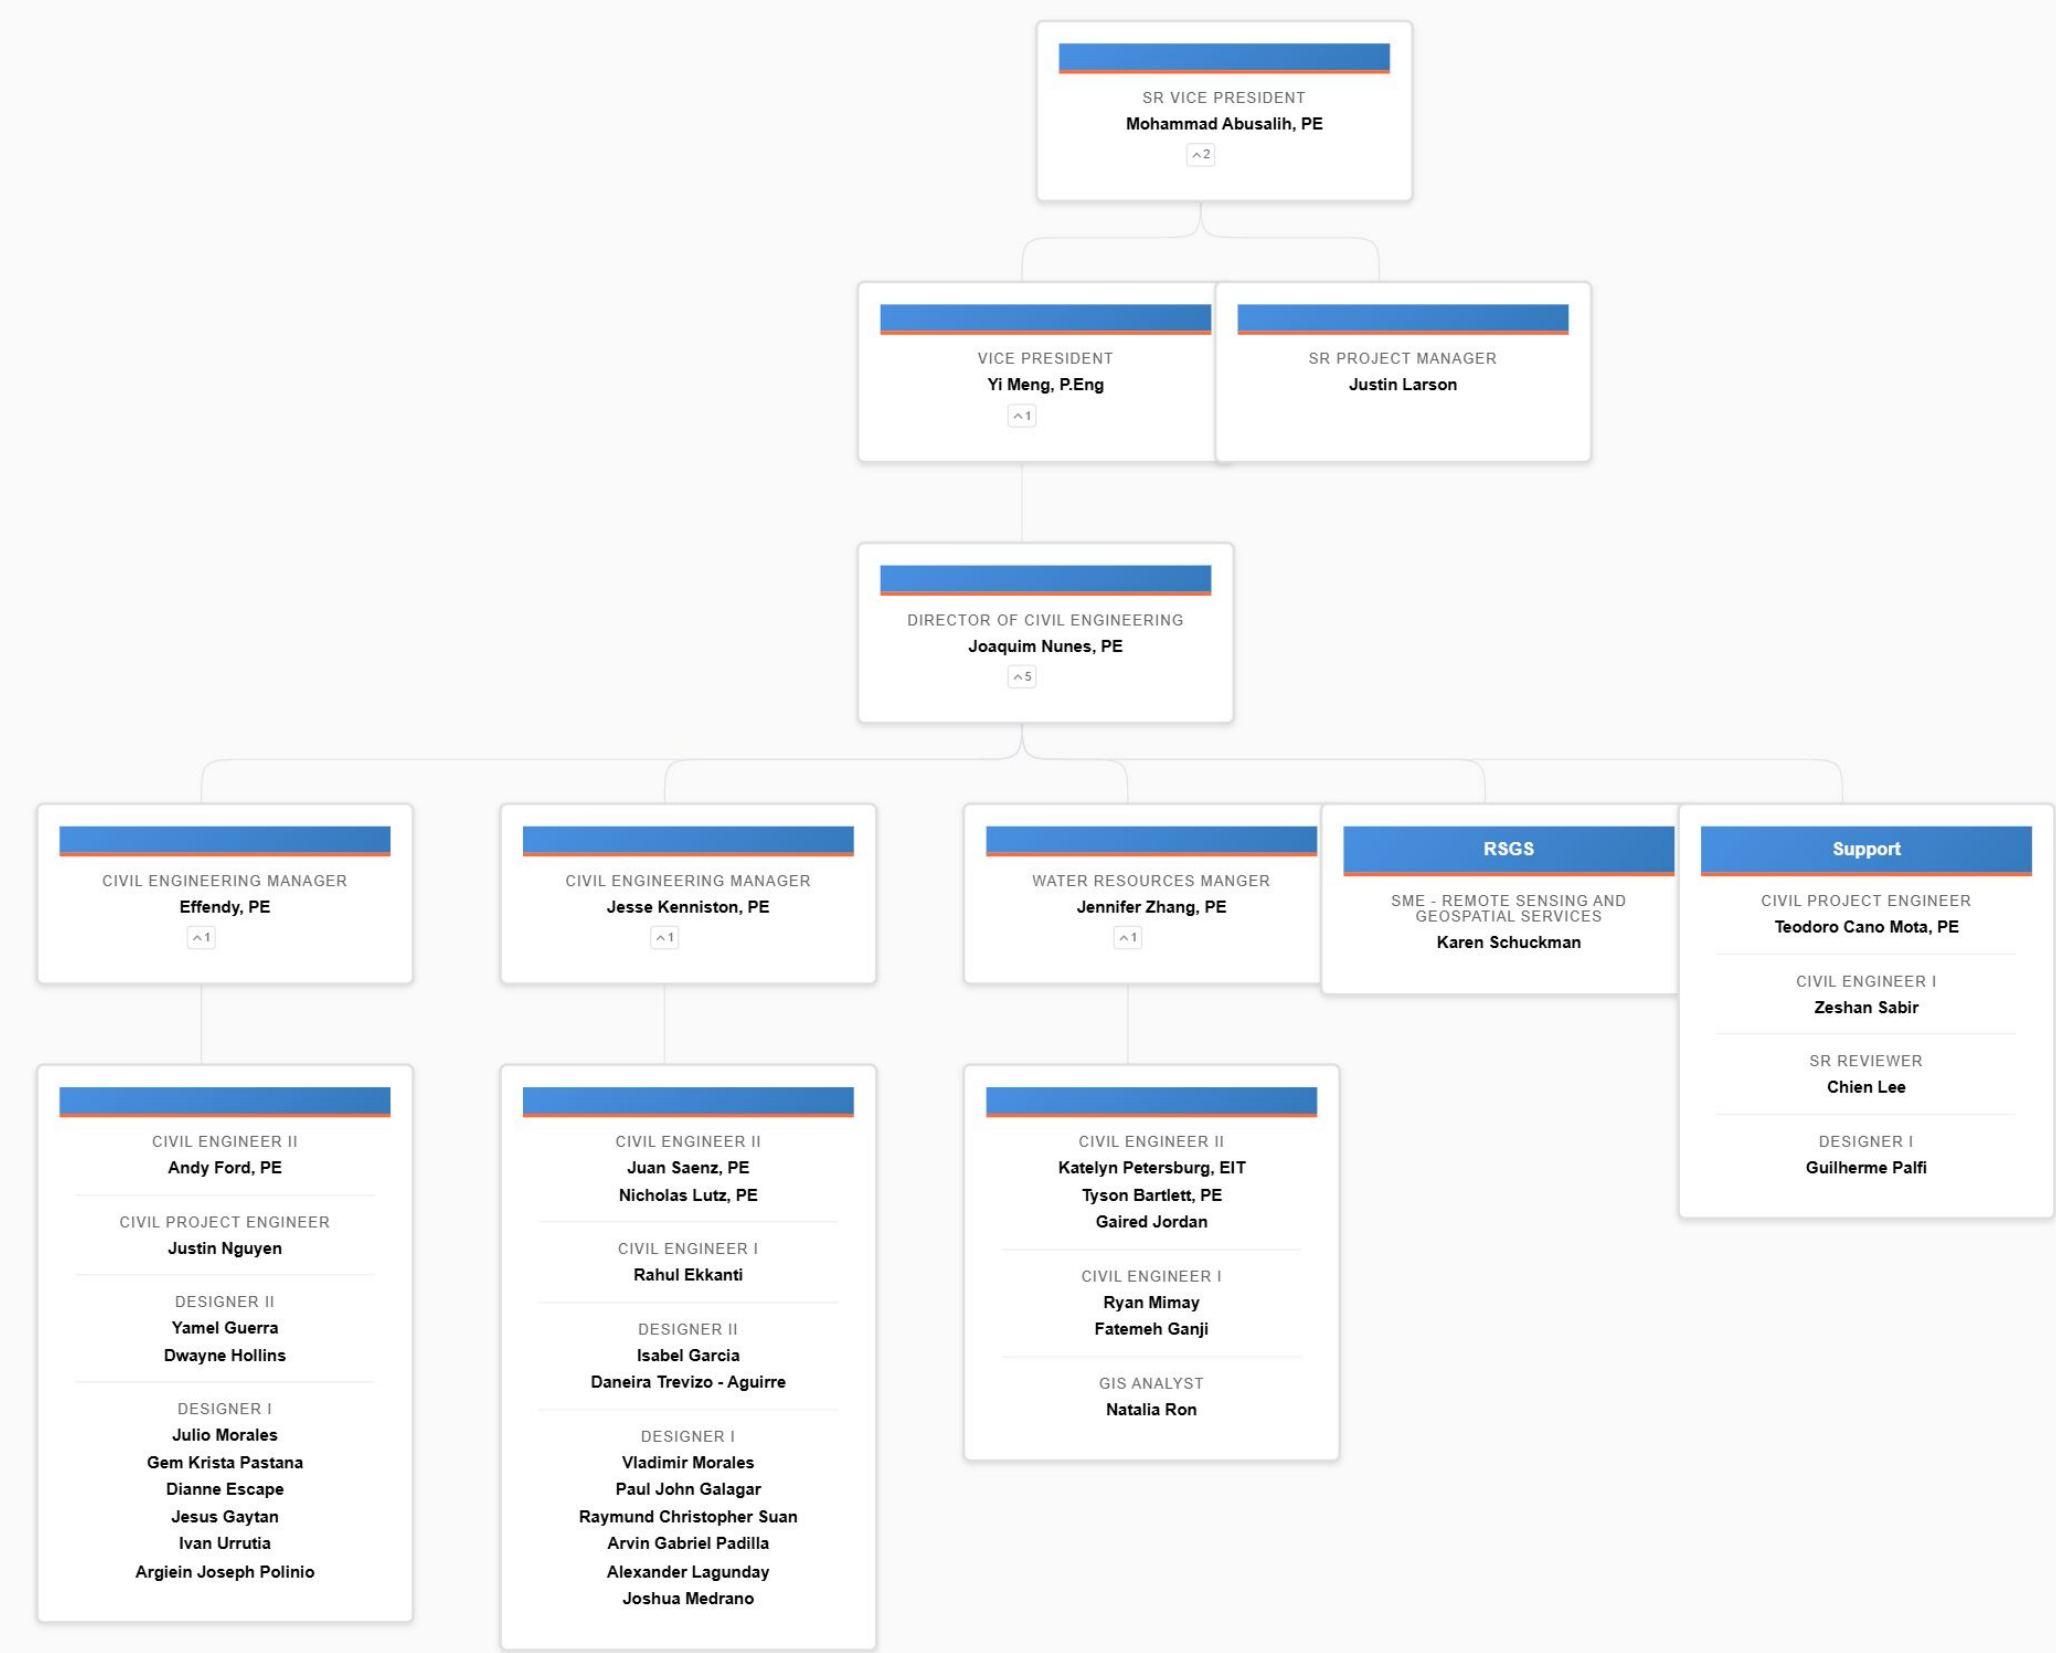 SR VICE PRESIDENT
Mohammad Abusalih, PE
2
VICE PRESIDENT
Yi Meng, P.Eng
1
SR PROJECT MANAGER
Justin Larson
DIRECTOR OF CIVIL ENGINEERING
Joaquim Nunes, PE
5
CIVIL ENGINEERING MANAGER
Effendy, PE
1
CIVIL ENGINEERING MANAGER
Jesse Kenniston, PE
1
WATER RESOURCES MANGER
Jennifer Zhang, PE
1
RSGS
SME - REMOTE SENSING AND
GEOSPATIAL SERVICES
Karen Schuckman
Support
CIVIL PROJECT ENGINEER
Teodoro Cano Mota, PE
CIVIL ENGINEER I
Zeshan Sabir
SR REVIEWER
Chien Lee
DESIGNER I
Guilherme Palfi
CIVIL ENGINEER II
Andy Ford, PE
CIVIL PROJECT ENGINEER
Justin Nguyen
DESIGNER II
Yamel Guerra
Dwayne Hollins
DESIGNER I
Julio Morales
Gem Krista Pastana
Dianne Escape
Jesus Gaytan
Ivan Urrutia
Argiein Joseph Polinio
CIVIL ENGINEER II
Juan Saenz, PE
Nicholas Lutz, PE
CIVIL ENGINEER I
Rahul Ekkanti
DESIGNER II
Isabel Garcia
Daneira Trevizo - Aguirre
DESIGNER I
Vladimir Morales
Paul John Galagar
Raymund Christopher Suan
Arvin Gabriel Padilla
Alexander Lagunday
Joshua Medrano
CIVIL ENGINEER II
Katelyn Petersburg, EIT
Tyson Bartlett, PE
Gaired Jordan
CIVIL ENGINEER I
Ryan Mimay
Fatemeh Ganji
GIS ANALYST
Natalia Ron